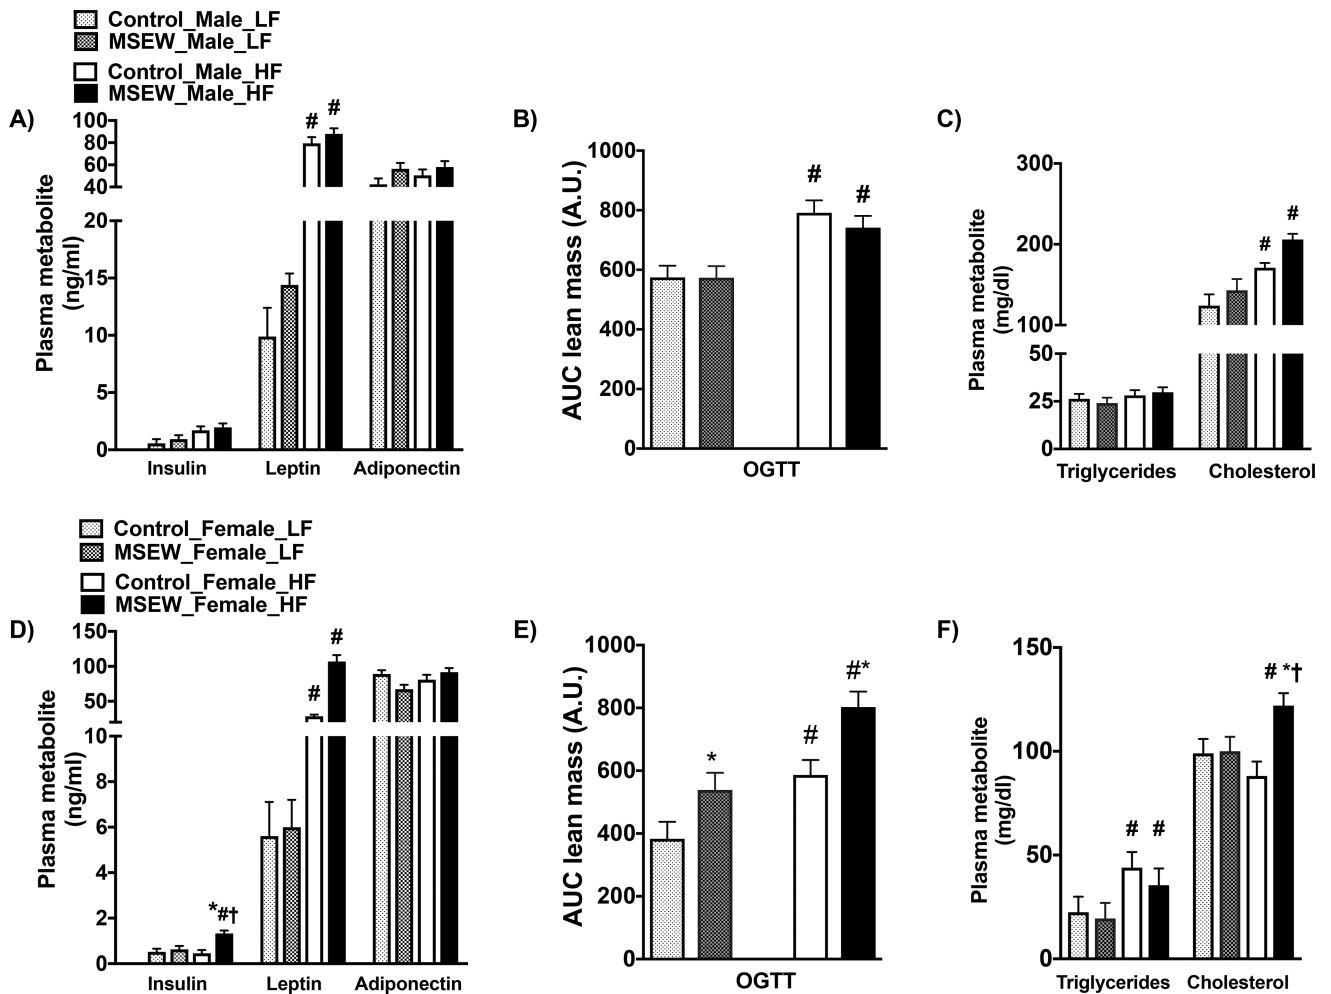 Control_Male_LF
MSEW_Male_LF
Control_Male_HF
MSEW_Male_HF
A)
Plasma metabolite
(ng/ml)
100
80
60
40
20
15
10
5
0
Insulin Leptin Adiponectin
B)
AUC lean mass (A.U.)
1000
800
600
400
200
0
# #
# #
OGTT
C)
Plasma metabolite
(mg/dl)
300
200
100
50
25
0
# #
Triglycerides Cholesterol
Control_Female_LF
MSEW_Female_LF
Control_Female_HF
MSEW_Female_HF
D)
Plasma metabolite
(ng/ml)
150
100
50
10
8
6
4
2
0
*#†
# #
Insulin Leptin Adiponectin
E)
AUC lean mass (A.U.)
1000
800
600
400
200
0
*
#
#*
OGTT
F)
Plasma metabolite
(mg/dl)
150
100
50
0
# #
# *†
Triglycerides Cholesterol